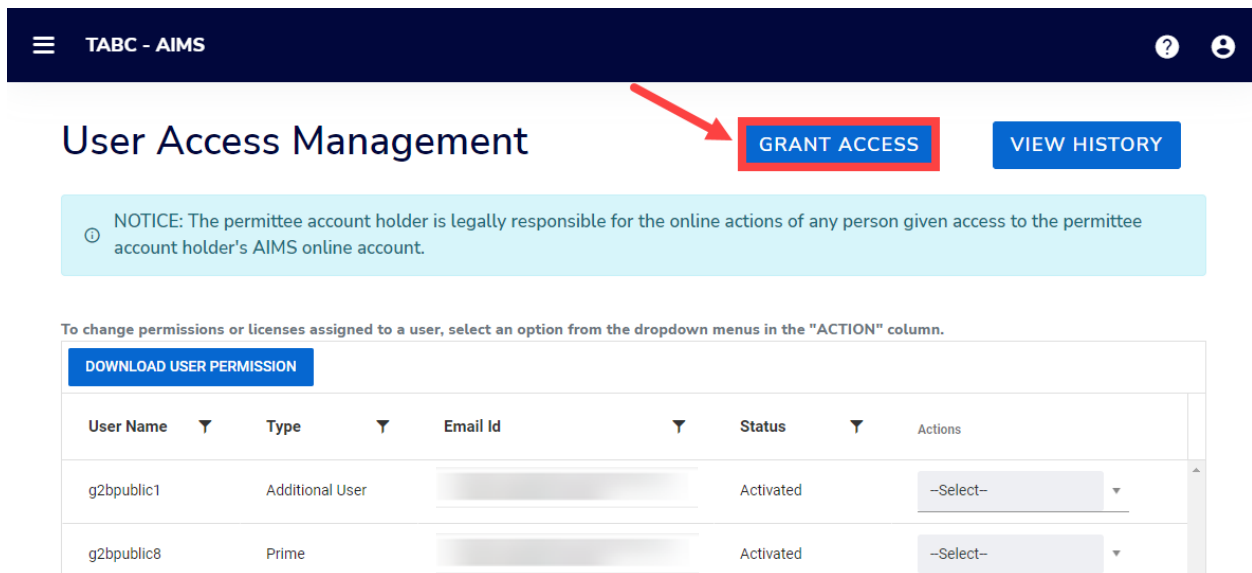 TABC - AIMS
User Access Management
GRANT ACCESS
VIEW HISTORY
NOTICE: The permittee account holder is legally responsible for the online actions of any person given access to the permittee
account holder's AIMS online account.
To change permissions or licenses assigned to a user, select an option from the dropdown menus in the "ACTION" column.
DOWNLOAD USER PERMISSION
User Name Type Email Id Status Actions
g2bpublic1 Additional User Activated --Select--
g2bpublic8 Prime Activated --Select--